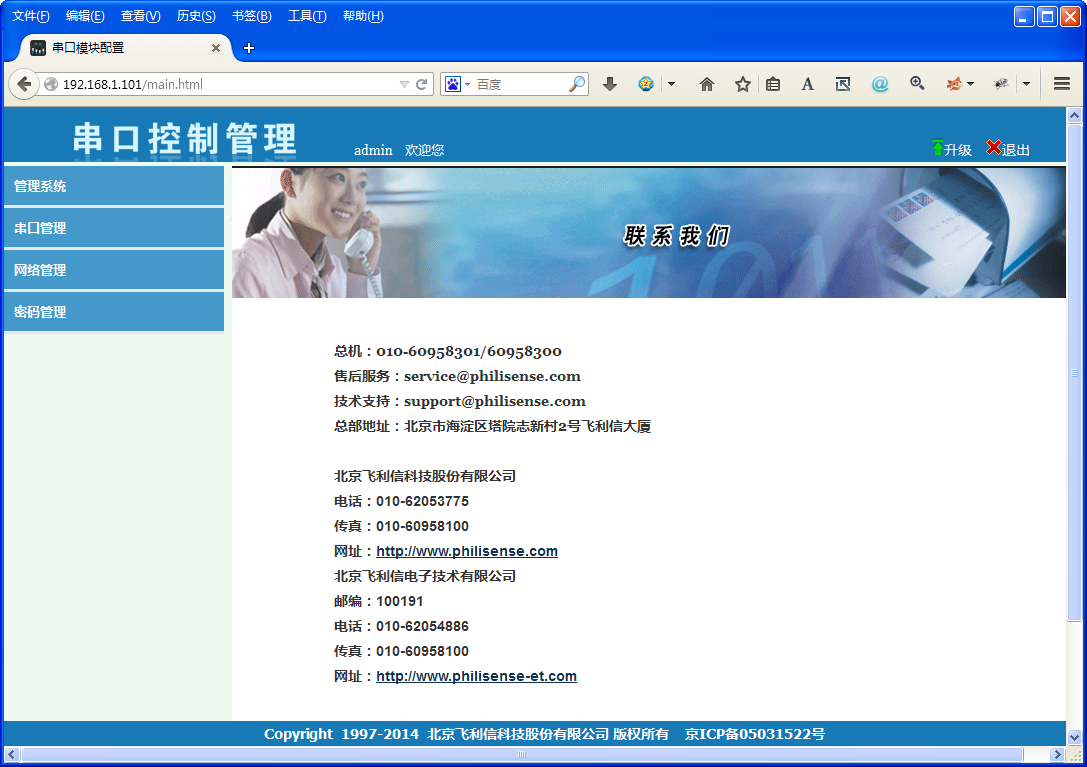 文件(F) 编辑(E) 查看(V) 历史(S) 书签(B) 工具(T) 帮助(H)
串口模块配置
192.168.1.101/main.html
百度
串口控制管理
admin 欢迎您
升级 退出
管理系统
串口管理
网络管理
密码管理
联系我们
总机：010-60958301/60958300
售后服务：service@philisense.com
技术支持：support@philisense.com
总部地址：北京市海淀区塔院志新村2号飞利信大厦
北京飞利信科技股份有限公司
电话：010-62053775
传真：010-60958100
网址：http://www.philisense.com
北京飞利信电子技术有限公司
邮编：100191
电话：010-62054886
传真：010-60958100
网址：http://www.philisense-et.com
Copyright 1997-2014 北京飞利信科技股份有限公司 版权所有 京ICP备05031522号